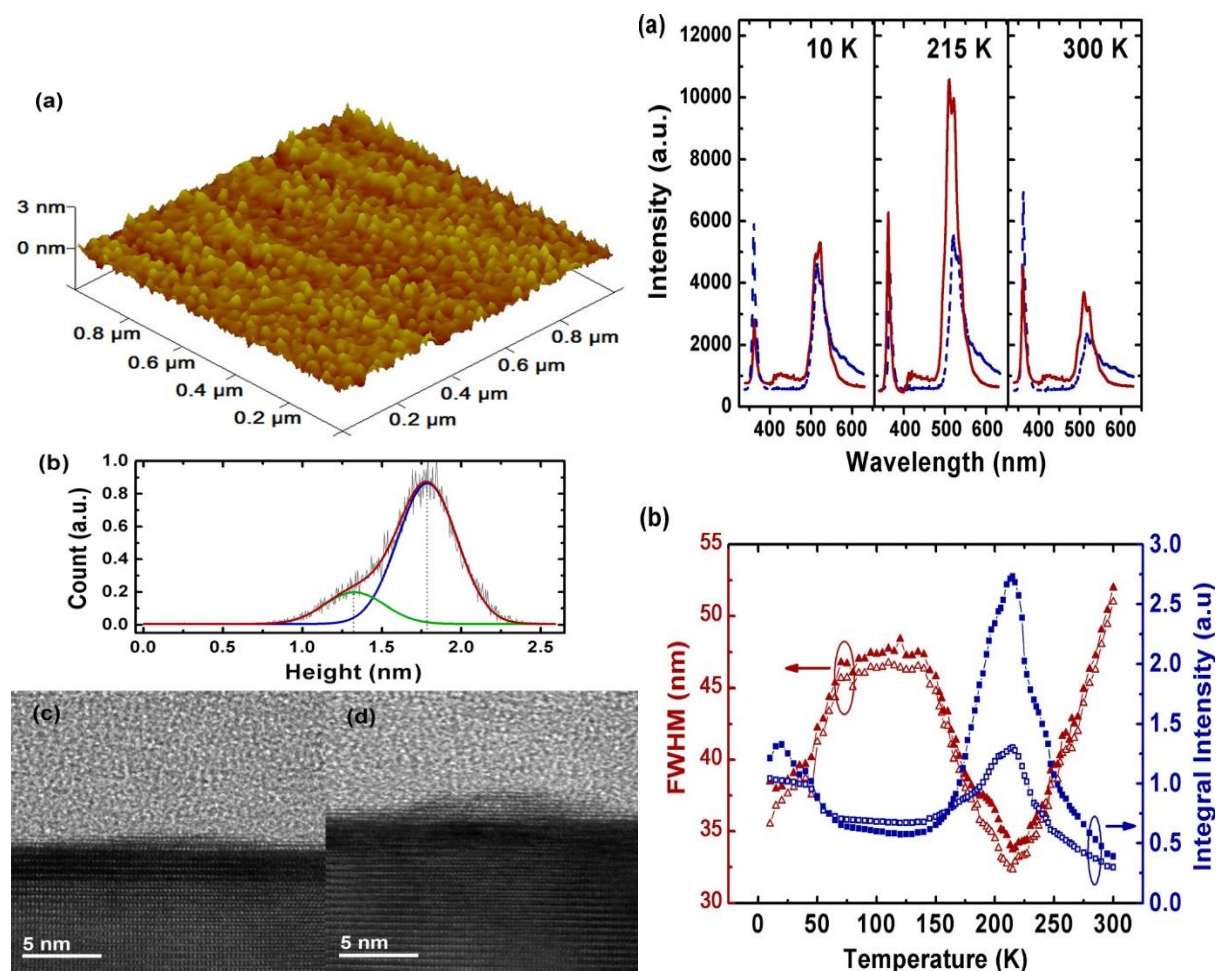 (a)
3 nm
0 nm
0.8 µm
0.6 µm
0.4 µm
0.2 µm
0.2 µm
0.4 µm
0.6 µm
0.8 µm
(b)
1.0
0.8
0.6
0.4
0.2
0.0
Count (a.u.)
0.0 0.5 1.0 1.5 2.0 2.5
Height (nm)
(c)
5 nm
(d)
5 nm
(a)
10 K 215 K 300 K
12000
10000
8000
6000
4000
2000
0
Intensity (a.u.)
400 500 600 400 500 600 400 500 600
Wavelength (nm)
(b)
55
50
45
40
35
30
FWHM (nm)
3.0
2.5
2.0
1.5
1.0
0.5
0.0
Integral Intensity (a.u)
0 50 100 150 200 250 300
Temperature (K)